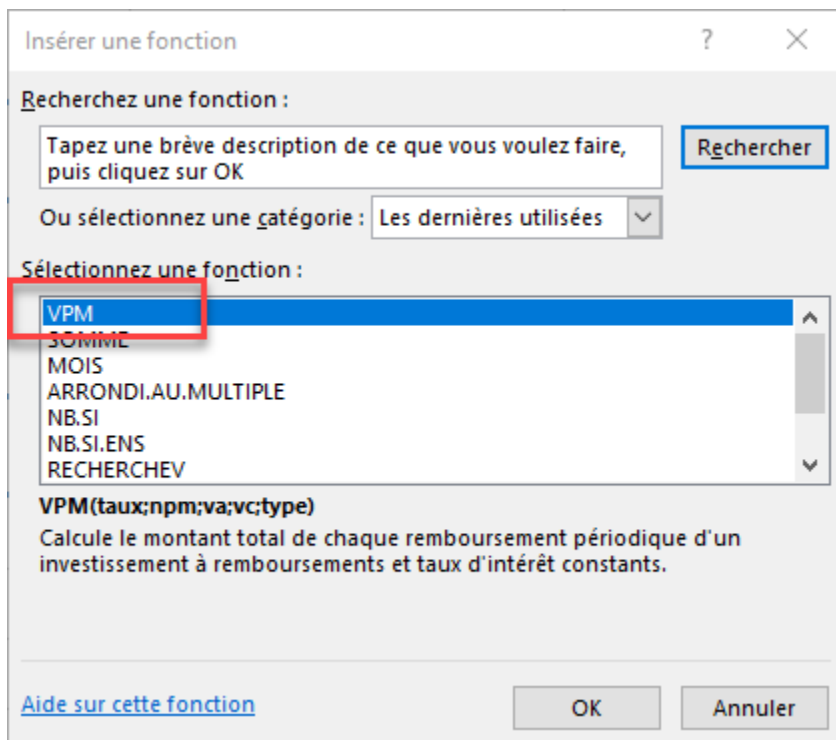 Insérer une fonction ?
Recherchez une fonction :
Tapez une brève description de ce que vous voulez faire,
puis cliquez sur OK
Rechercher
Ou sélectionnez une catégorie : Les dernières utilisées
Sélectionnez une fonction :
VPM
SOMME
MOIS
ARRONDI.AU.MULTIPLE
NB.SI
NB.SI.ENS
RECHERCHEV
VPM(taux;npm;va;vc;type)
Calcule le montant total de chaque remboursement périodique d'un
investissement à remboursements et taux d'intérêt constants.
Aide sur cette fonction
OK
Annuler